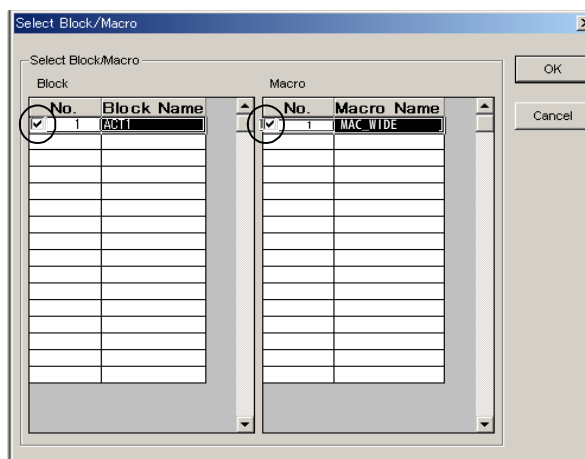 Select Block/Macro
Select Block/Macro
OK
Cancel
Block
Macro
No. Block Name
No. Macro Name
1 ACT1
1 MAC_WIDE